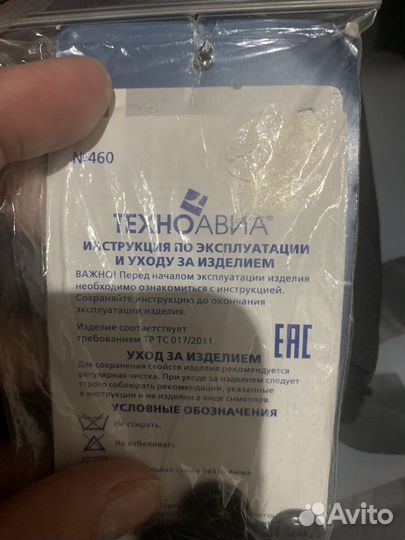 №460
ТЕХНОАВИА®
ИНСТРУКЦИЯ ПО ЭКСПЛУАТАЦИИ
И УХОДУ ЗА ИЗДЕЛИЕМ
ВАЖНО! Перед началом эксплуатации изделия
необходимо ознакомиться с инструкцией.
Сохраняйте инструкцию до окончания
эксплуатации изделия.
Изделие соответствует
требованиям ТР ТС 017/2011.
EAC
УХОД ЗА ИЗДЕЛИЕМ
Для сохранения свойств изделия рекомендуется
регулярная чистка. При уходе за изделием следует
строго соблюдать рекомендации, указанные
в инструкции и на изделии в виде символов.
УСЛОВНЫЕ ОБОЗНАЧЕНИЯ
Не стирать.
Не отбеливать.
без
Avito